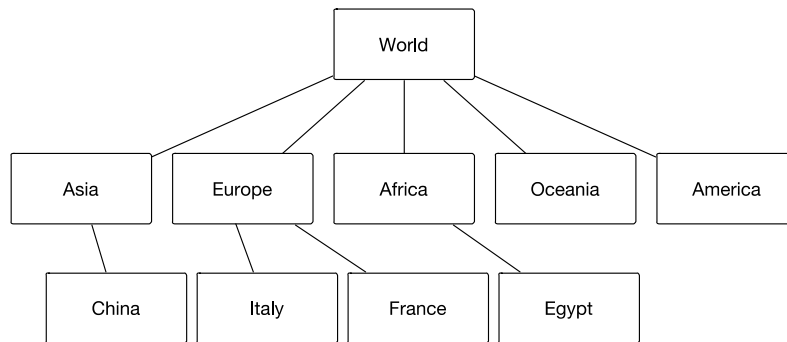 World
Asia
Europe
Africa
Oceania
America
China
Italy
France
Egypt